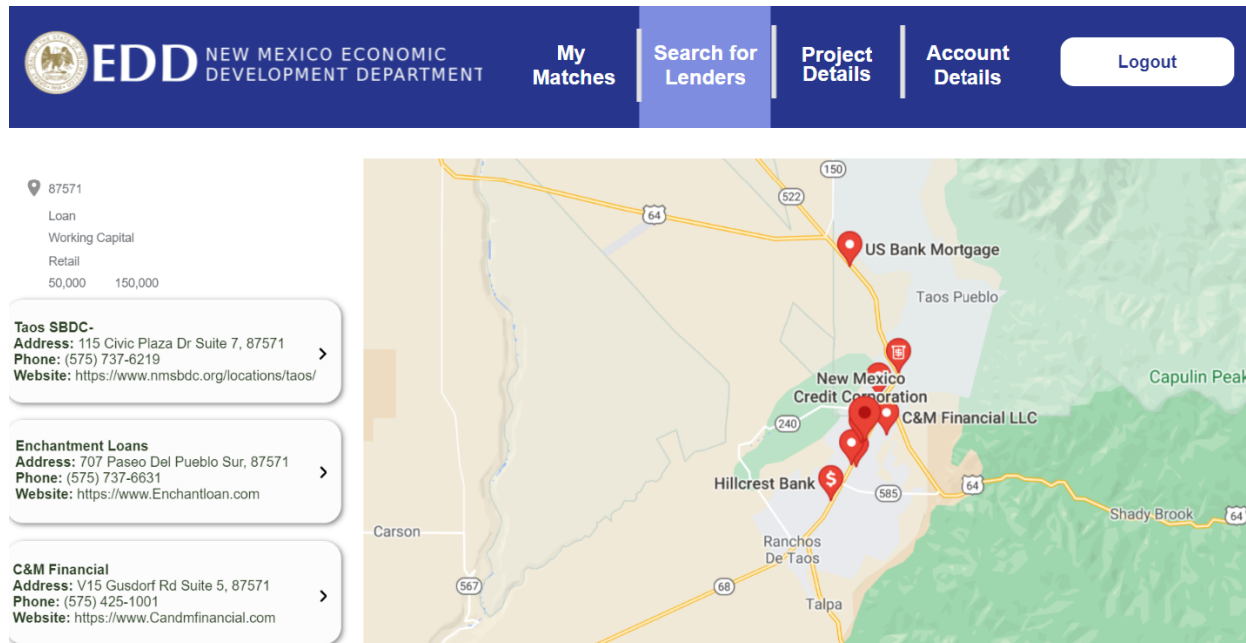 EDD NEW MEXICO ECONOMIC
DEVELOPMENT DEPARTMENT
My
Matches
Search for
Lenders
Project
Details
Account
Details
Logout
87571
Loan
Working Capital
Retail
50,000 150,000
Taos SBDC-
Address: 115 Civic Plaza Dr Suite 7, 87571
Phone: (575) 737-6219
Website: https://www.nmsbdc.org/locations/taos/
Enchantment Loans
Address: 707 Paseo Del Pueblo Sur, 87571
Phone: (575) 737-6631
Website: https://www.Enchantloan.com
C&M Financial
Address: V15 Gusdorf Rd Suite 5, 87571
Phone: (575) 425-1001
Website: https://www.Candmfinancial.com
150
522
64
US Bank Mortgage
Taos Pueblo
$
New Mexico
Credit Corporation
Capulin Peak
C&M Financial LLC
240
Hillcrest Bank
$
585
64
Shady Brook
64
Carson
Ranchos
De Taos
567
68
Talpa